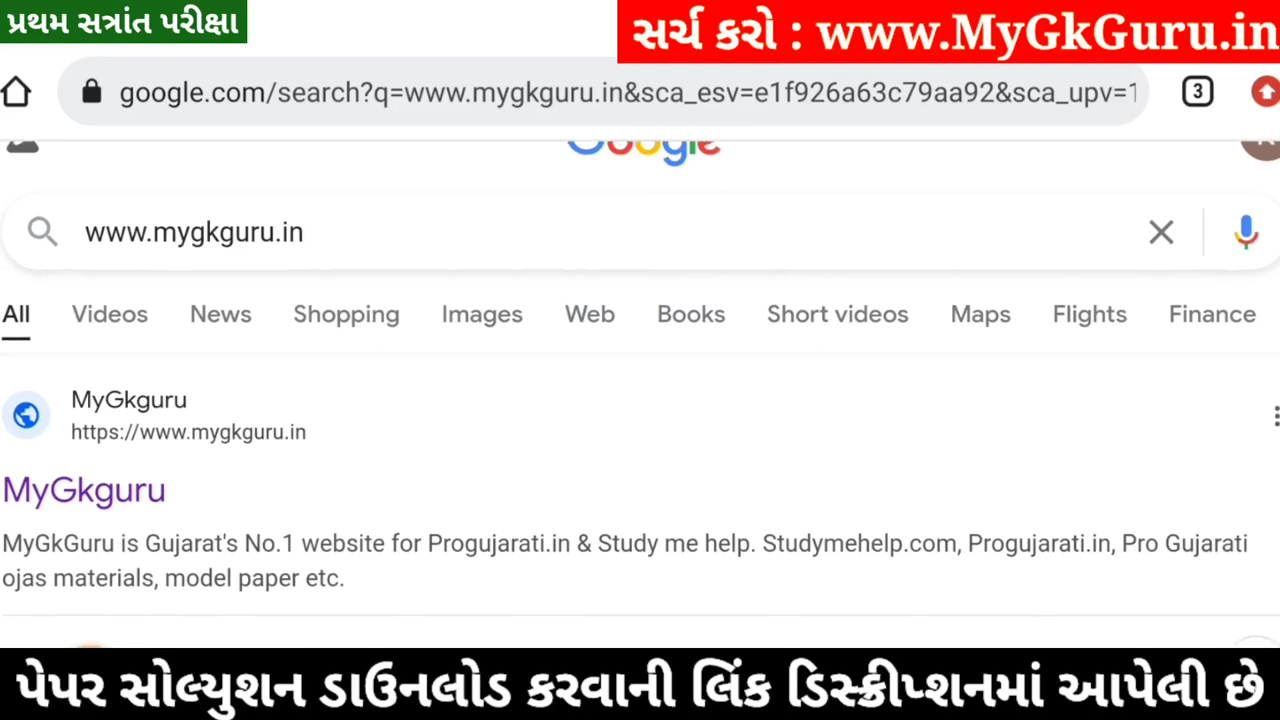 પ્રથમ સત્રાંત પરીક્ષા
સર્ચ કરો : www.MyGkGuru.in
google.com/search?q=www.mygkguru.in&sca_esv=e1f926a63c79aa92&sca_upv=1
3
Google
www.mygkguru.in
All Videos News Shopping Images Web Books Short videos Maps Flights Finance
MyGkguru
https://www.mygkguru.in
MyGkguru
MyGkGuru is Gujarat's No.1 website for Progujarati.in & Study me help. Studymehelp.com, Progujarati.in, Pro Gujarati
ojas materials, model paper etc.
પેપર સોલ્યુશન ડાઉનલોડ કરવાની લિંક ડિસ્ક્રીપ્શનમાં આપેલી છે